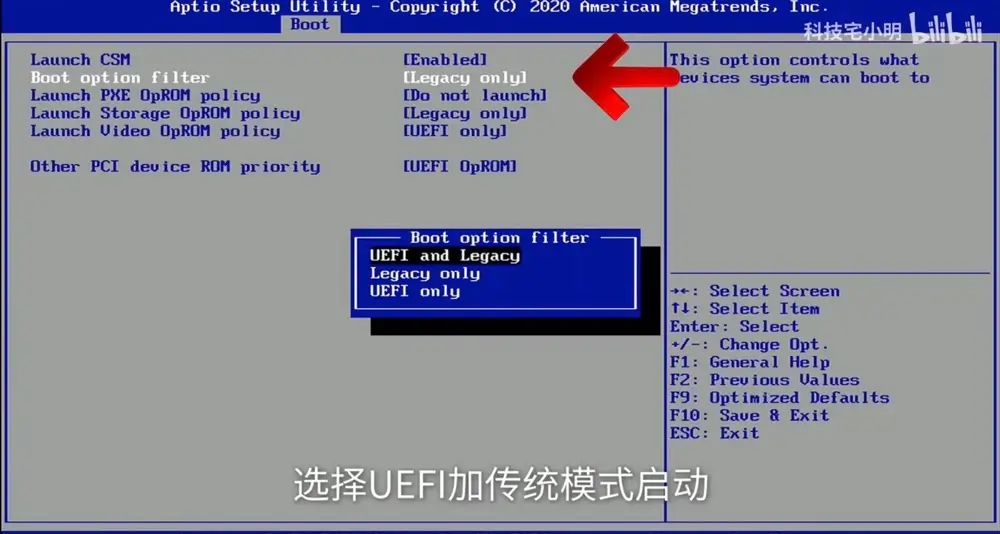 Aptio Setup Utility - Copyright (C) 2020 American Megatrends, Inc.
Boot
科技宅小明 bilibili
Launch CSM [Enabled]
Boot option filter [Legacy only]
Launch PXE OpROM policy [Do not launch]
Launch Storage OpROM policy [Legacy only]
Launch Video OpROM policy [UEFI only]
Other PCI device ROM priority [UEFI OpROM]
This option controls what
devices system can boot to
Boot option filter
UEFI and Legacy
Legacy only
UEFI only
→←: Select Screen
↑↓: Select Item
Enter: Select
+/-: Change Opt.
F1: General Help
F2: Previous Values
F9: Optimized Defaults
F10: Save & Exit
ESC: Exit
选择UEFI加传统模式启动